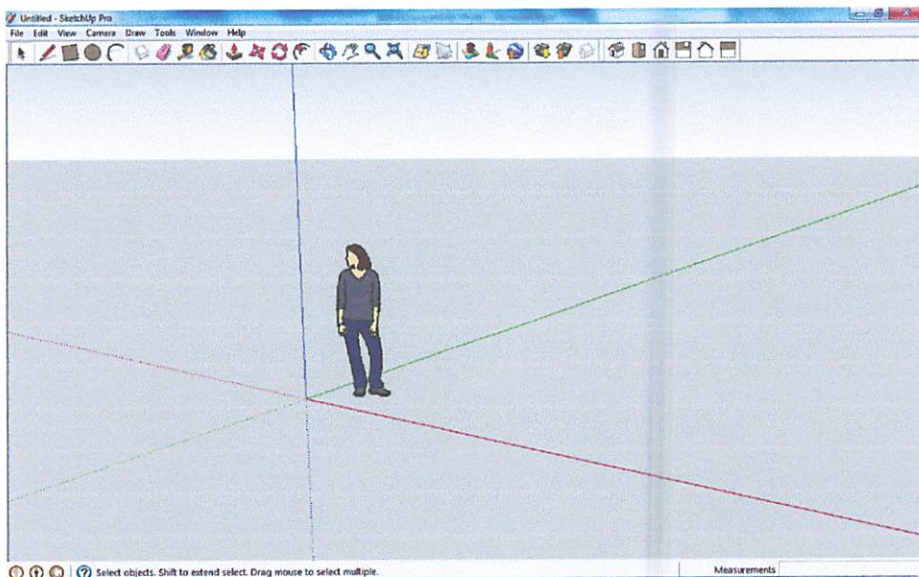 Untitled - SketchUp Pro
File Edit View Camera Draw Tools Window Help
Select objects. Shift to extend select. Drag mouse to select multiple.
Measurements